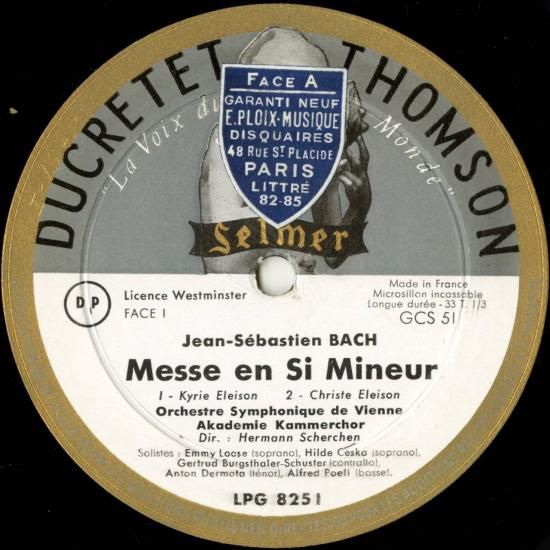 DUCRETET THOMSON
"La Voix du Monde"
FACE A
GARANTI NEUF
E.PLOIX-MUSIQUE
DISQUAIRES
48 RUE ST PLACIDE
PARIS
LITTRÉ
82-85
Selmer
DP
Licence Westminster
FACE I
Made in France
Microsillon incassable
Longue durée - 33 T. 1/3
GCS 51
Jean-Sébastien BACH
Messe en Si Mineur
1 - Kyrie Eleison 2 - Christe Eleison
Orchestre Symphonique de Vienne
Akademie Kammerchor
Dir. : Hermann Scherchen
Solistes : Emmy Loose (soprano), Hilde Ceska (soprano),
Gertrud Burgsthaler-Schuster (contralto),
Anton Dermota (ténor), Alfred Poell (basse).
LPG 8251